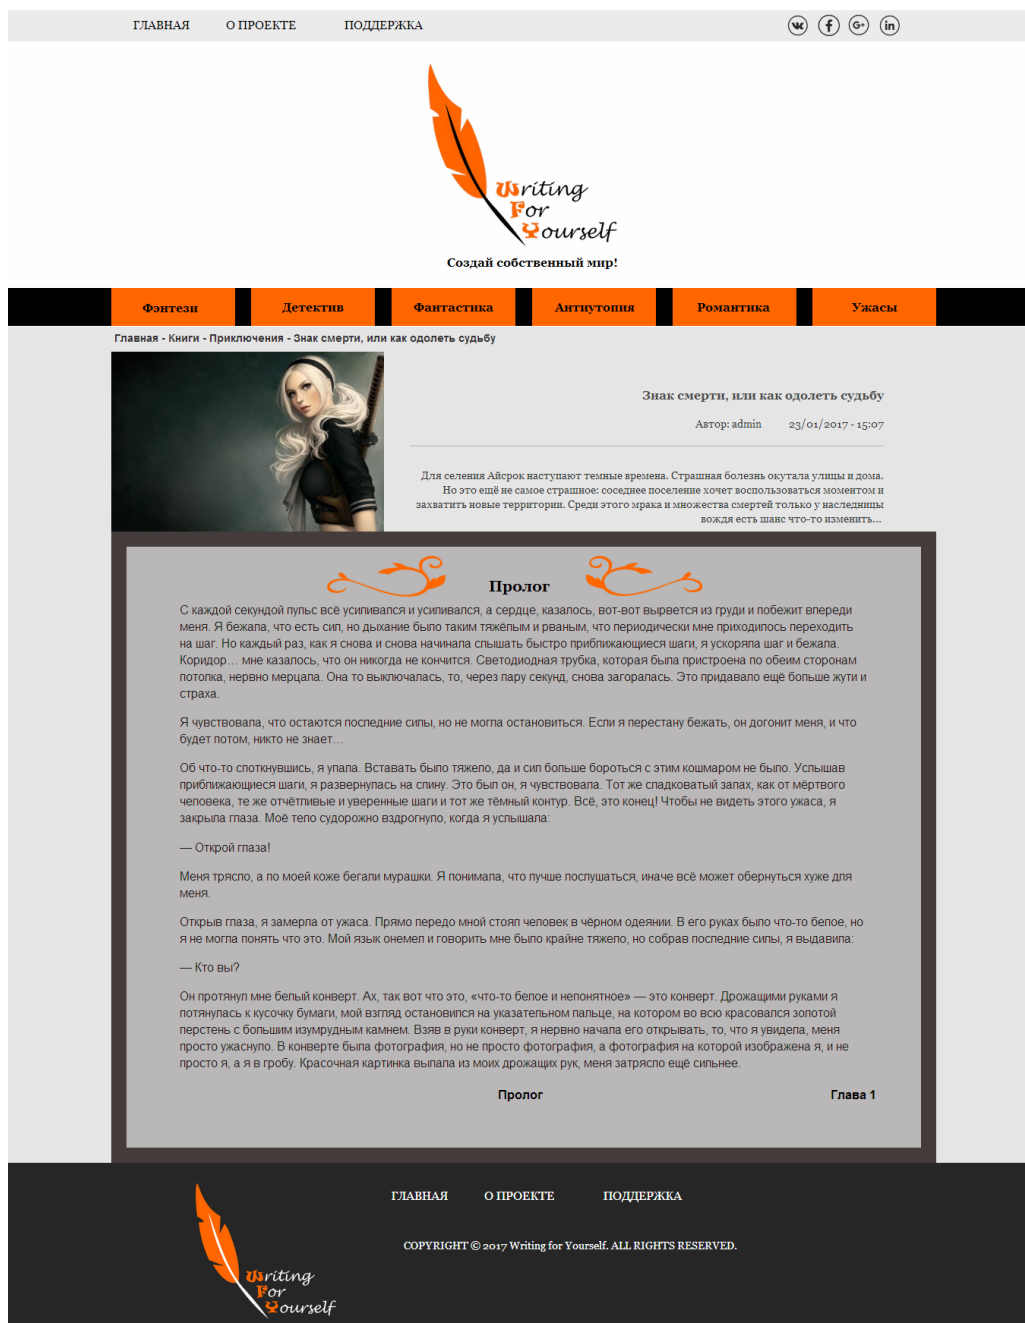 ГЛАВНАЯ О ПРОЕКТЕ ПОДДЕРЖКА
Writing
For
Yourself
Создай собственный мир!
Фэнтези Детектив Фантастика Антиутопия Романтика Ужасы
Главная - Книги - Приключения - Знак смерти, или как одолеть судьбу
Знак смерти, или как одолеть судьбу
Автор: admin 23/01/2017 - 15:07
Для селения Айсрок наступают темные времена. Страшная болезнь окутала улицы и дома.
Но это ещё не самое страшное: соседнее поселение хочет воспользоваться моментом и
захватить новые территории. Среди этого мрака и множества смертей только у наследницы
вождя есть шанс что-то изменить...
Пролог
С каждой секундой пульс всё усиливался и усиливался, а сердце, казалось, вот-вот вырвется из груди и побежит впереди
меня. Я бежала, что есть сил, но дыхание было таким тяжёлым и рваным, что периодически мне приходилось переходить
на шаг. Но каждый раз, как я снова и снова начинала слышать быстро приближающиеся шаги, я ускоряла шаг и бежала.
Коридор… мне казалось, что он никогда не кончится. Светодиодная трубка, которая была пристроена по обеим сторонам
потолка, нервно мерцала. Она то выключалась, то, через пару секунд, снова загоралась. Это придавало ещё больше жути и
страха.
Я чувствовала, что остаются последние силы, но не могла остановиться. Если я перестану бежать, он догонит меня, и что
будет потом, никто не знает…
Об что-то споткнувшись, я упала. Вставать было тяжело, да и сил больше бороться с этим кошмаром не было. Услышав
приближающиеся шаги, я развернулась на спину. Это был он, я чувствовала. Тот же сладковатый запах, как от мёртвого
человека, те же отчётливые и уверенные шаги и тот же тёмный контур. Всё, это конец! Чтобы не видеть этого ужаса, я
закрыла глаза. Моё тело судорожно вздрогнуло, когда я услышала:
— Открой глаза!
Меня трясло, а по моей коже бегали мурашки. Я понимала, что лучше послушаться, иначе всё может обернуться хуже для
меня.
Открыв глаза, я замерла от ужаса. Прямо передо мной стоял человек в чёрном одеянии. В его руках было что-то белое, но
я не могла понять что это. Мой язык онемел и говорить мне было крайне тяжело, но собрав последние силы, я выдавила:
— Кто вы?
Он протянул мне белый конверт. Ах, так вот что это, «что-то белое и непонятное» — это конверт. Дрожащими руками я
потянулась к кусочку бумаги, мой взгляд остановился на указательном пальце, на котором во всю красовался золотой
перстень с большим изумрудным камнем. Взяв в руки конверт, я нервно начала его открывать, то, что я увидела, меня
просто ужаснуло. В конверте была фотография, но не просто фотография, а фотография на которой изображена я, и не
просто я, а я в гробу. Красочная картинка выпала из моих дрожащих рук, меня затрясло ещё сильнее.
Пролог Глава 1
ГЛАВНАЯ О ПРОЕКТЕ ПОДДЕРЖКА
COPYRIGHT © 2017 Writing for Yourself. ALL RIGHTS RESERVED.
Writing
For
Yourself